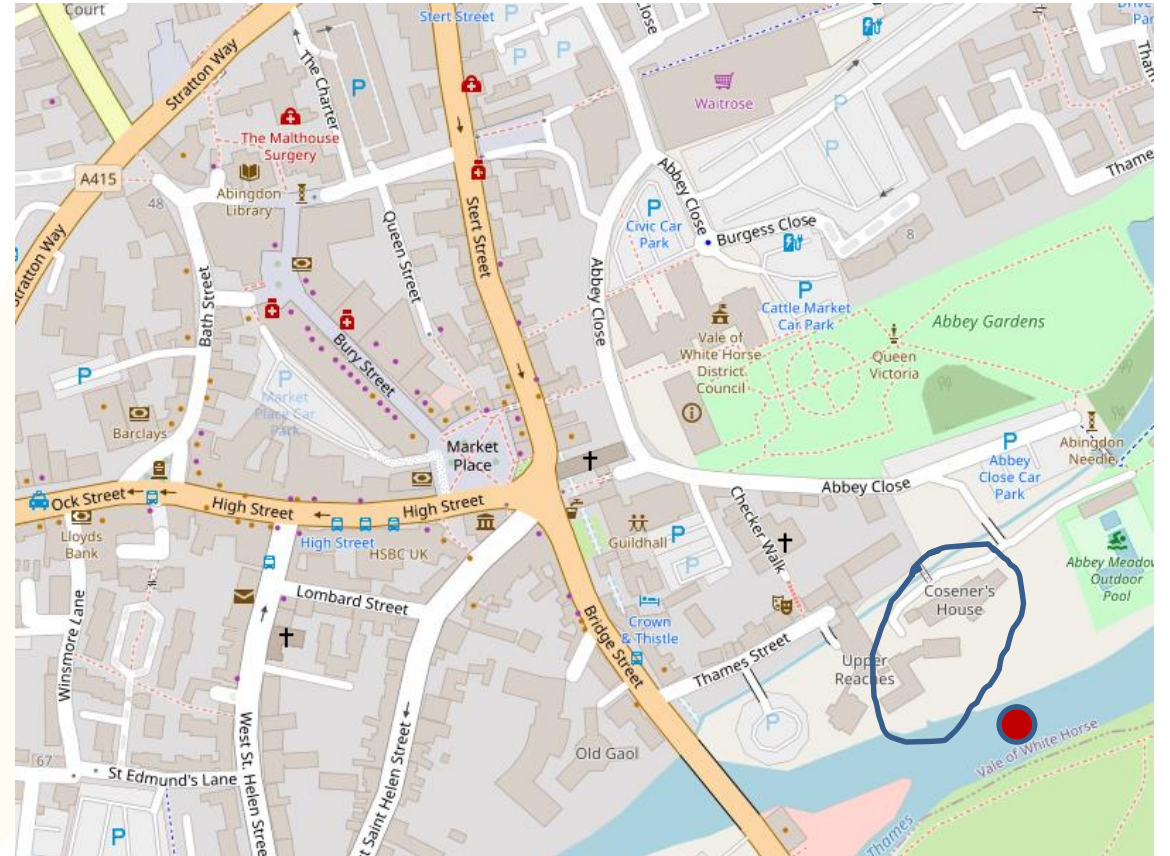 Court
Stert Street
Close
P
P
P
Drive
Par
Stratton Way
The Charter
P
Waitrose
The Malthouse
Surgery
P
Thame
A415
Abingdon
Library
48
Abbey Close
P
Civic Car
Park
Burgess Close
8
Queen Street
Stert Street
Stratton Way
Bath Street
Abbey Close
P
Cattle Market
Car Park
Abbey Gardens
Vale of
White Horse
District
Council
Queen
Victoria
Bury Street
P
P
Market
Place Car
Park
Barclays
Market
Place
P
Abbey
Close Car
Park
Abingdon
Needle
Ock Street
High Street
High Street
Abbey Close
Checker Walk
Lloyds
Bank
High Street
HSBC UK
Guildhall
P
Abbey Meadow
Outdoor
Pool
Cosener's
House
Winsmore Lane
Lombard Street
Crown
& Thistle
Bridge Street
Thames Street
Upper
Reaches
P
West St. Helen Street
t Saint Helen Street
Old Gaol
Vale of White Horse
67
St Edmund's Lane
P
Thames